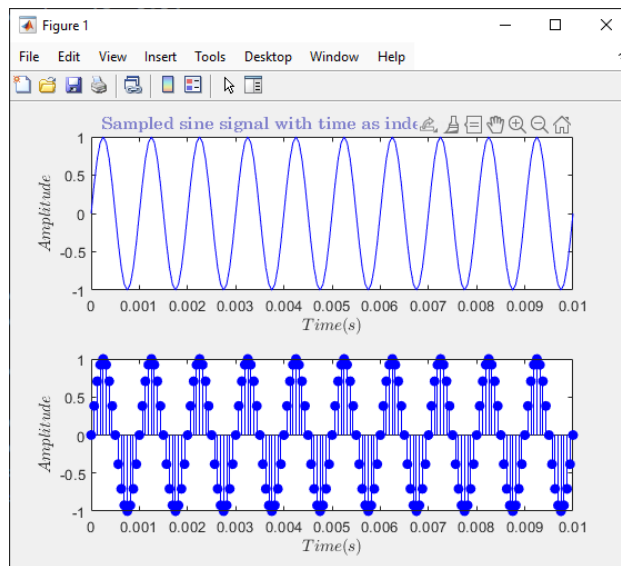 Figure 1
File Edit View Insert Tools Desktop Window Help
Sampled sine signal with time as
1
0.5
0
-0.5
-1
Amplitude
0 0.001 0.002 0.003 0.004 0.005 0.006 0.007 0.008 0.009 0.01
Time(s)
1
0.5
0
-0.5
-1
Amplitude
0 0.001 0.002 0.003 0.004 0.005 0.006 0.007 0.008 0.009 0.01
Time(s)